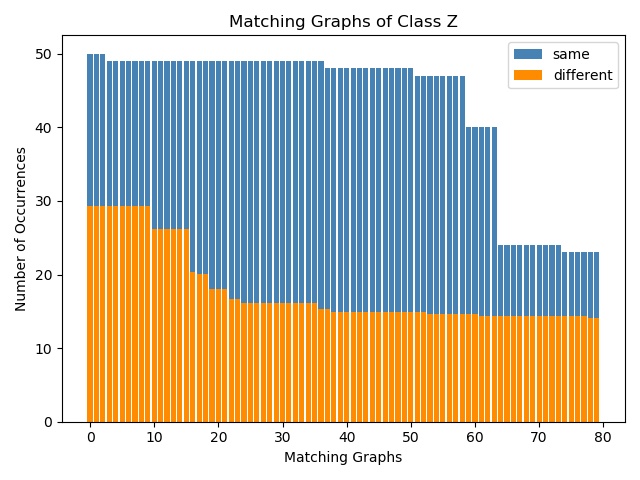 Matching Graphs of Class Z
same
different
Number of Occurrences
50
40
30
20
10
0
0 10 20 30 40 50 60 70 80
Matching Graphs